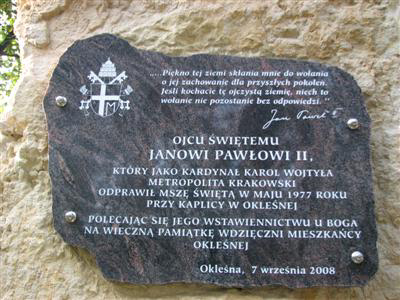 „....Piękno tej ziemi skłania mnie do wołania
o jej zachowanie dla przyszłych pokoleń.
Jeśli kochacie tę ojczystą ziemię, niech to
wołanie nie pozostanie bez odpowiedzi."
Jan Paweł II
OJCU ŚWIĘTEMU
JANOWI PAWŁOWI II,
KTÓRY JAKO KARDYNAŁ KAROL WOJTYŁA
METROPOLITA KRAKOWSKI
ODPRAWIŁ MSZĘ ŚWIĘTĄ W MAJU 1977 ROKU
PRZY KAPLICY W OKLEŚNEJ
POLECAJĄC SIĘ JEGO WSTAWIENNICTWU U BOGA
NA WIECZNĄ PAMIĄTKĘ WDZIĘCZNI MIESZKAŃCY
OKLEŚNEJ
Okleśna, 7 września 2008